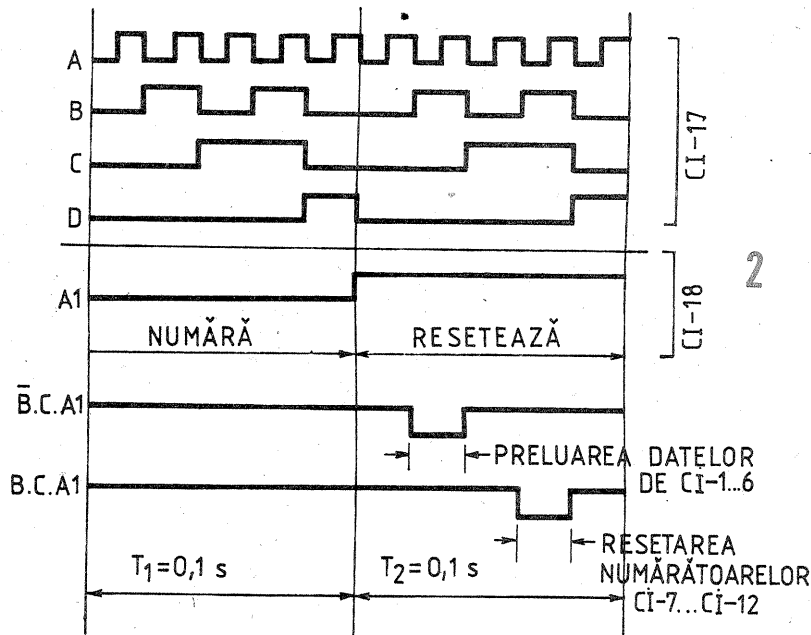 A
B
C
D
CI-17
2
A1
CI-18
NUMĂRĂ
RESETEAZĂ
B̄.C.A1
PRELUAREA DATELOR
DE CI-1...6
B.C.A1
RESETAREA
NUMĂRĂTOARELOR
CI-7...CI-12
T₁=0,1 s
T₂=0,1 s